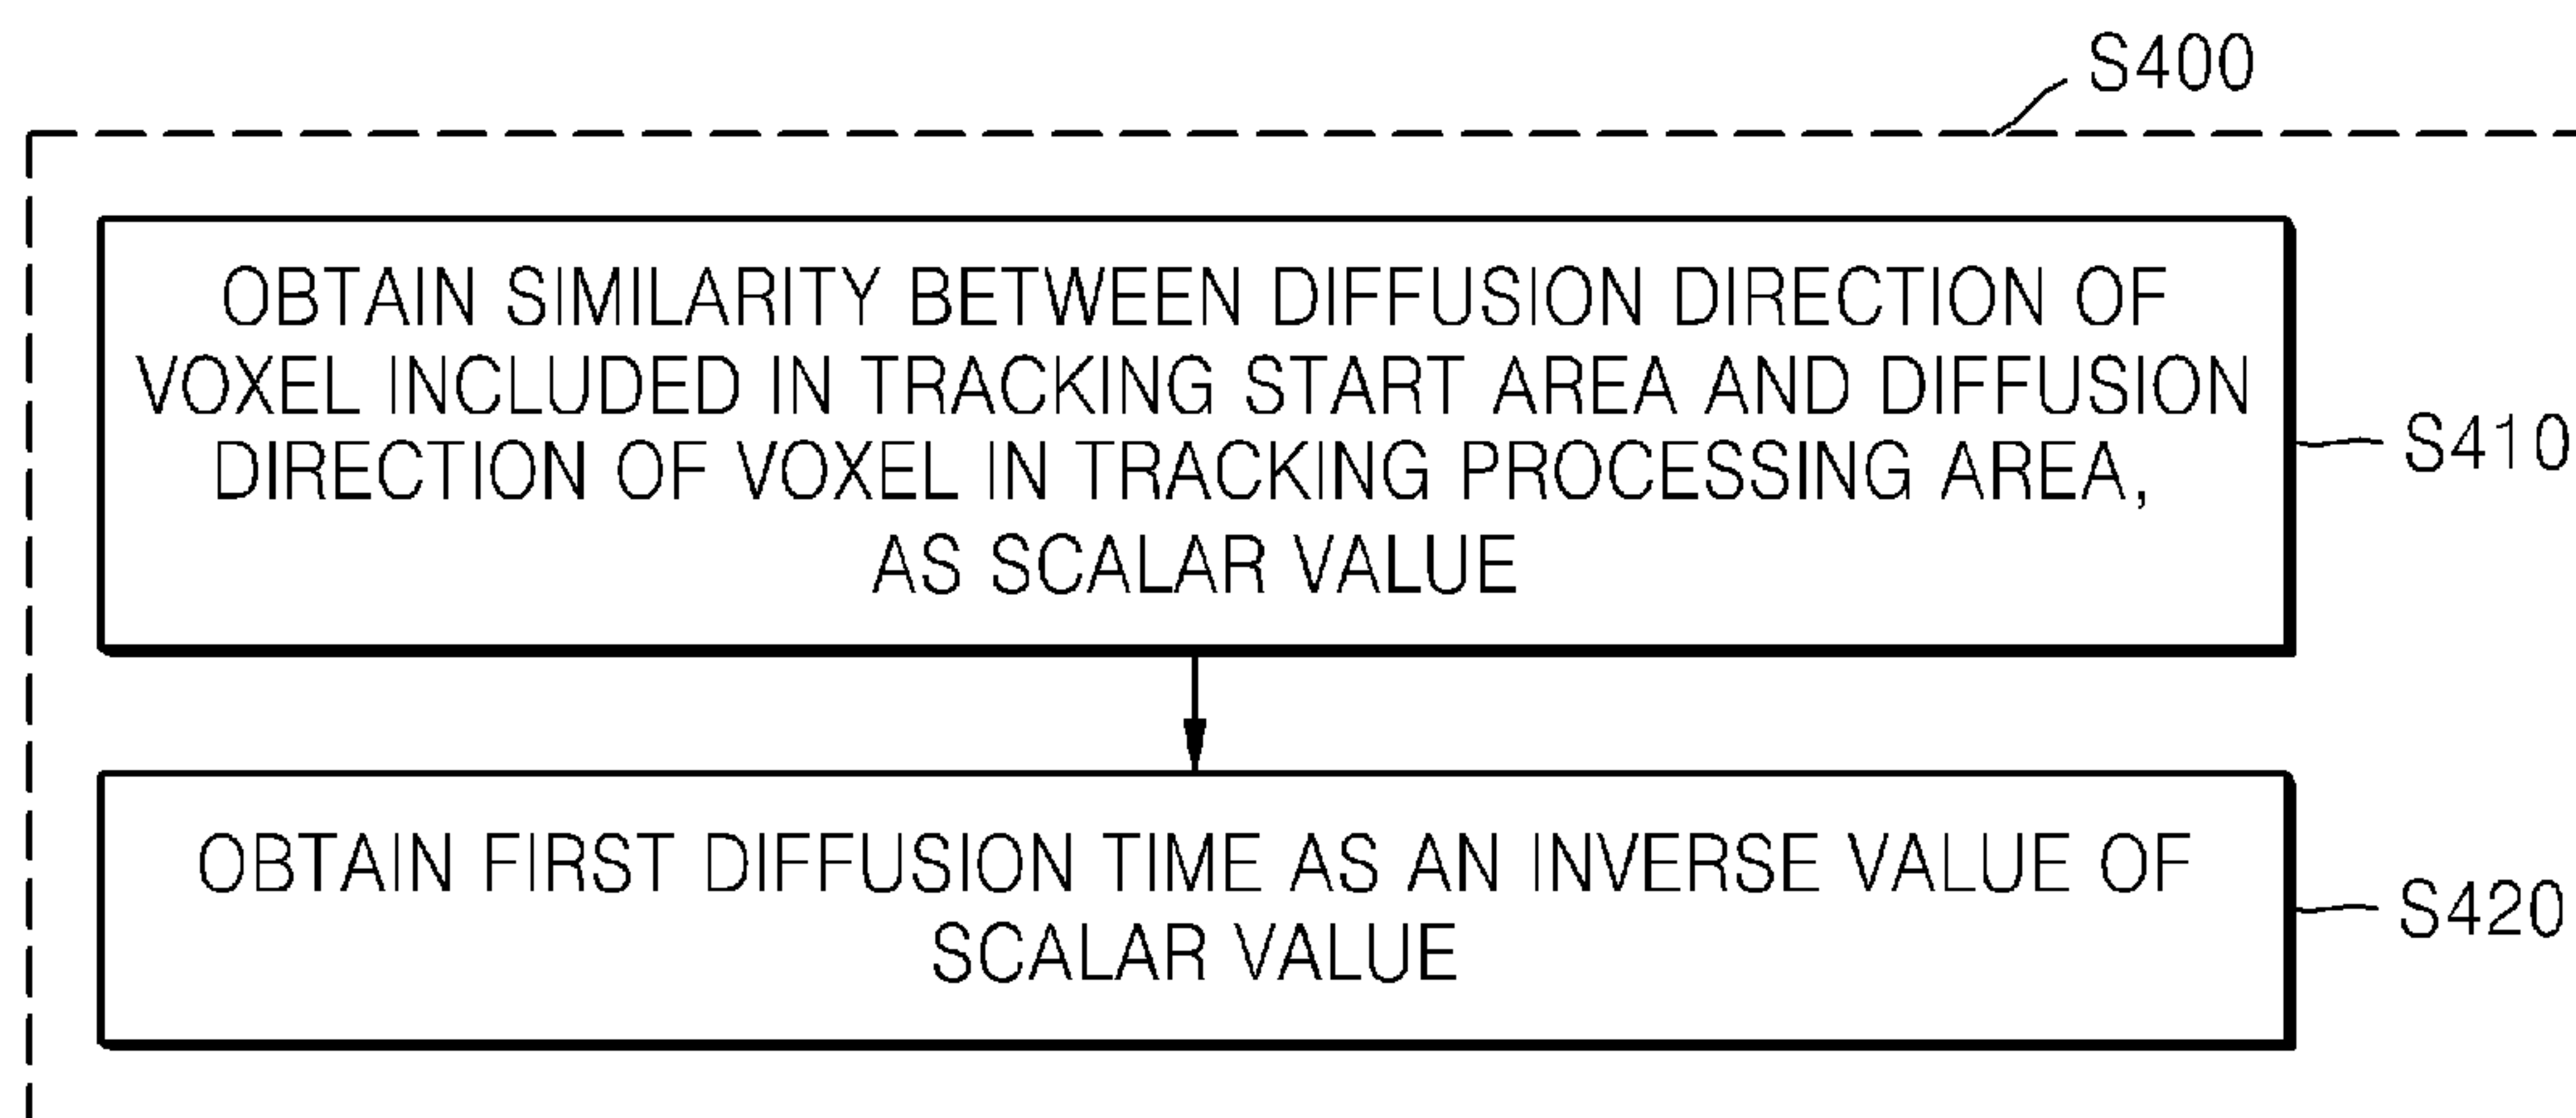 S400
OBTAIN SIMILARITY BETWEEN DIFFUSION DIRECTION OF
VOXEL INCLUDED IN TRACKING START AREA AND DIFFUSION
DIRECTION OF VOXEL IN TRACKING PROCESSING AREA,
AS SCALAR VALUE
S410
OBTAIN FIRST DIFFUSION TIME AS AN INVERSE VALUE OF
SCALAR VALUE
S420